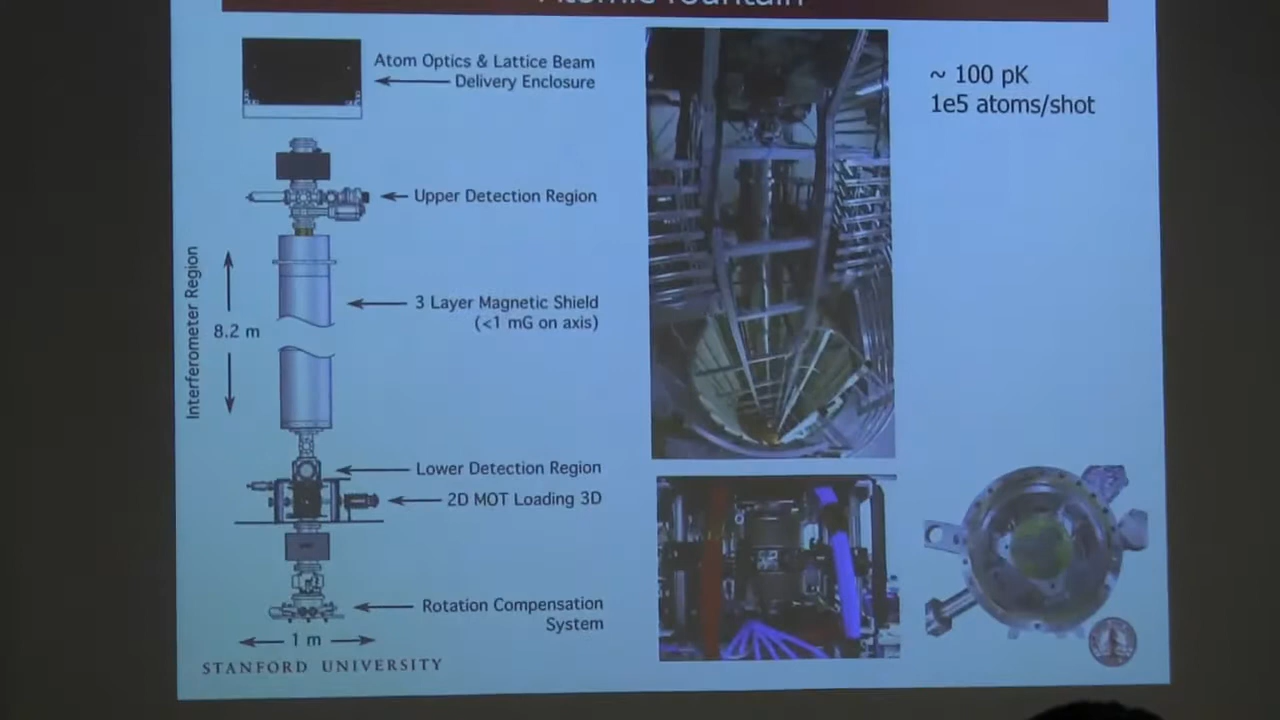 Atomic fountain
Atom Optics & Lattice Beam
Delivery Enclosure
Upper Detection Region
Interferometer Region
8.2 m
3 Layer Magnetic Shield
(<1 mG on axis)
Lower Detection Region
2D MOT Loading 3D
Rotation Compensation
System
1 m
STANFORD UNIVERSITY
~ 100 pK
1e5 atoms/shot